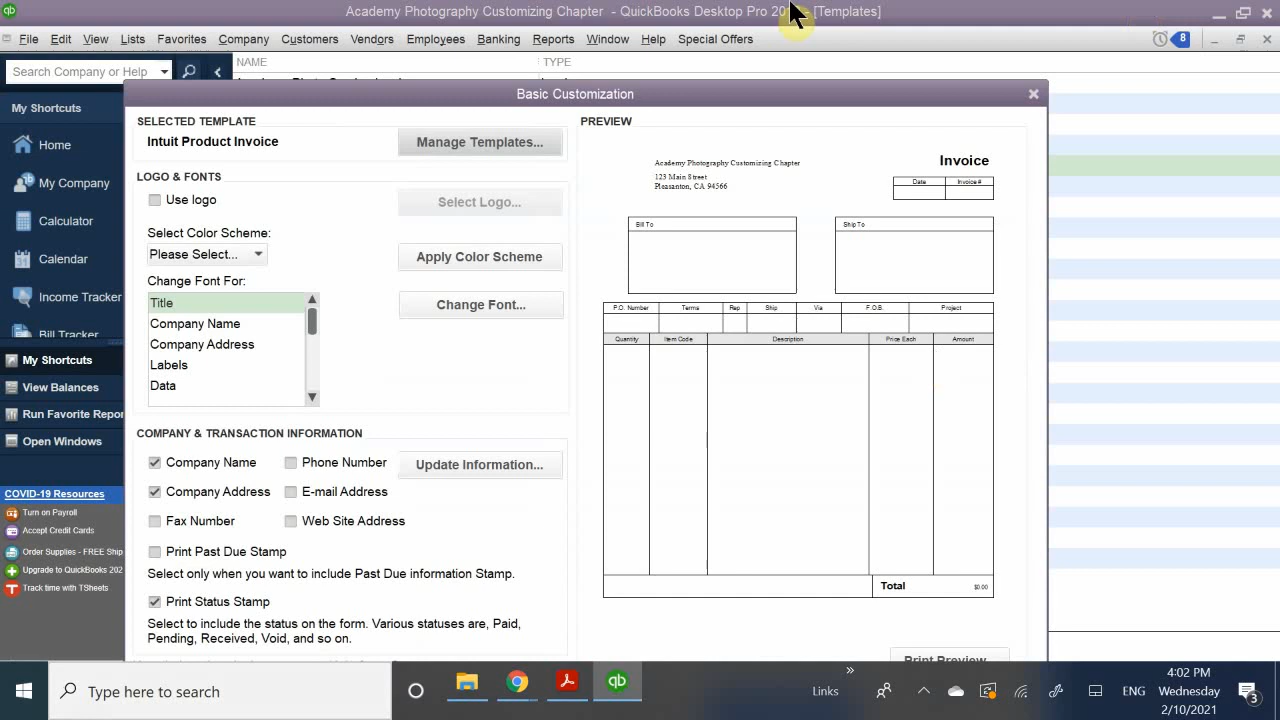 Academy Photography Customizing Chapter - QuickBooks Desktop Pro 20 - [Templates]
File Edit View Lists Favorites Company Customers Vendors Employees Banking Reports Window Help Special Offers 8
Search Company or Help
NAME TYPE
My Shortcuts
Home
My Company
Calculator
Calendar
Income Tracker
Bill Tracker
My Shortcuts
View Balances
Run Favorite Repor
Open Windows
COVID-19 Resources
Turn on Payroll
Accept Credit Cards
Order Supplies - FREE Ship
Upgrade to QuickBooks 202
Track time with TSheets
Basic Customization
SELECTED TEMPLATE
Intuit Product Invoice Manage Templates...
LOGO & FONTS
Use logo Select Logo...
Select Color Scheme:
Please Select... Apply Color Scheme
Change Font For:
Title Change Font...
Company Name
Company Address
Labels
Data
COMPANY & TRANSACTION INFORMATION
Company Name Phone Number Update Information...
Company Address E-mail Address
Fax Number Web Site Address
Print Past Due Stamp
Select only when you want to include Past Due information Stamp.
Print Status Stamp
Select to include the status on the form. Various statuses are, Paid,
Pending, Received, Void, and so on.
PREVIEW
Academy Photography Customizing Chapter Invoice
123 Main Street
Pleasanton, CA 94566
Date Invoice #
Bill To Ship To
P.O. Number Terms Rep Ship Via F.O.B. Project
Quantity Item Code Description Price Each Amount
Total $0.00
Print Preview...
Type here to search
Links
ENG
4:02 PM
Wednesday
2/10/2021
3